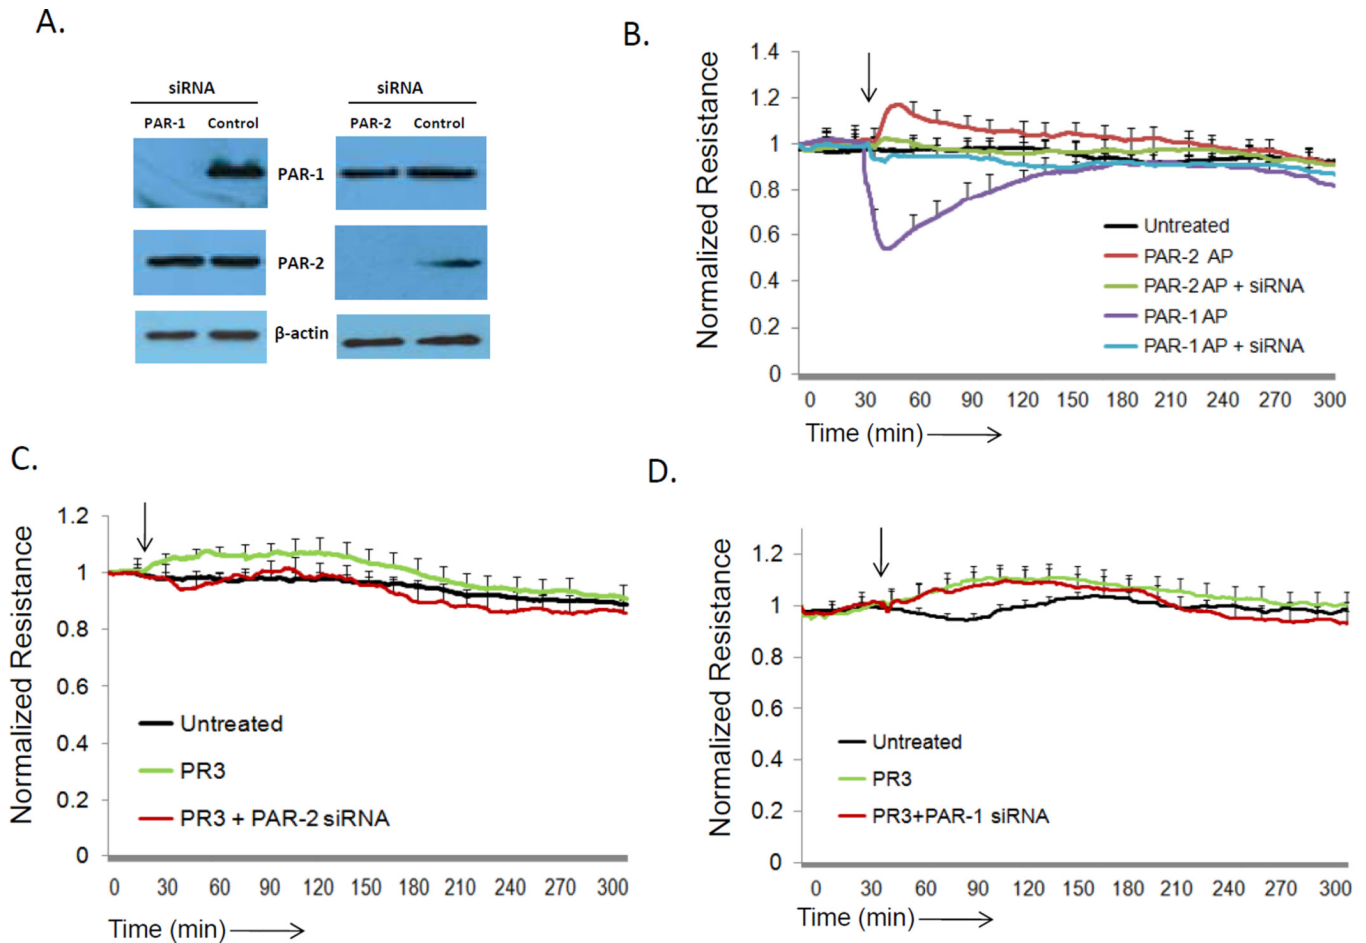 A.
siRNA
PAR-1 Control
siRNA
PAR-2 Control
PAR-1
PAR-2
β-actin
B.
Normalized Resistance
1.4
1.2
1
0.8
0.6
0.4
0.2
0
0 30 60 90 120 150 180 210 240 270 300
Time (min)
Untreated
PAR-2 AP
PAR-2 AP + siRNA
PAR-1 AP
PAR-1 AP + siRNA
C.
Normalized Resistance
1.2
1
0.8
0.6
0.4
0.2
0
0 30 60 90 120 150 180 210 240 270 300
Time (min)
Untreated
PR3
PR3 + PAR-2 siRNA
D.
Normalized Resistance
1.2
1
0.8
0.6
0.4
0.2
0
0 30 60 90 120 150 180 210 240 270 300
Time (min)
Untreated
PR3
PR3+PAR-1 siRNA